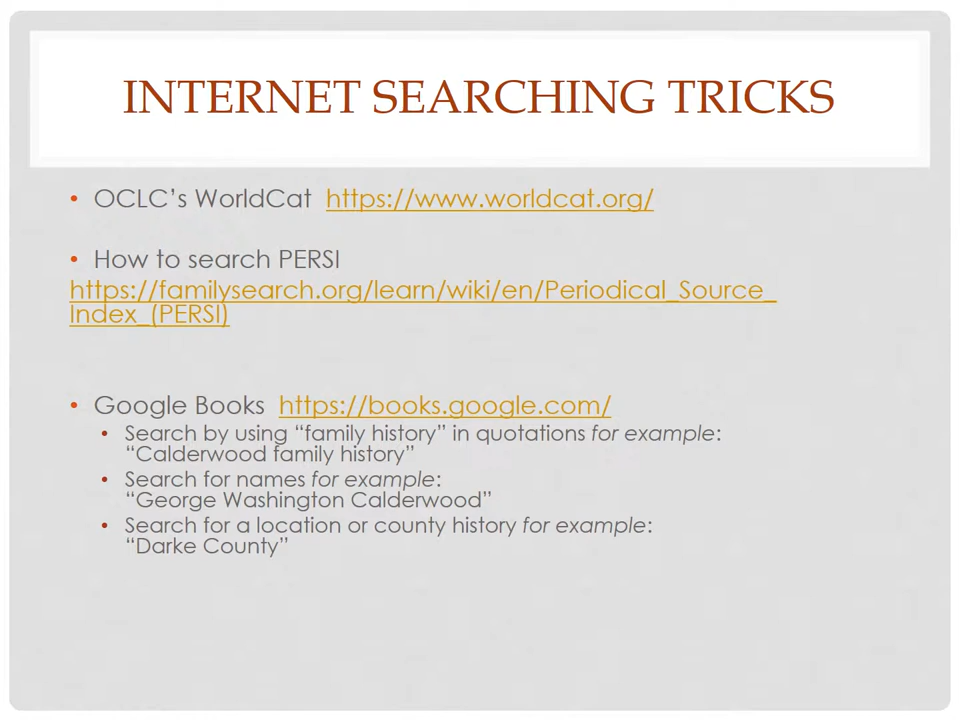 INTERNET SEARCHING TRICKS
• OCLC’s WorldCat https://www.worldcat.org/
• How to search PERSI
https://familysearch.org/learn/wiki/en/Periodical_Source_
Index_(PERSI)
• Google Books https://books.google.com/
• Search by using “family history” in quotations for example:
“Calderwood family history”
• Search for names for example:
“George Washington Calderwood”
• Search for a location or county history for example:
“Darke County”